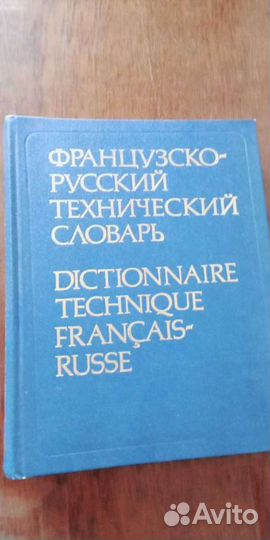 ФРАНЦУЗСКО-
РУССКИЙ
ТЕХНИЧЕСКИЙ
СЛОВАРЬ
DICTIONNAIRE
TECHNIQUE
FRANÇAIS-
RUSSE
Avito